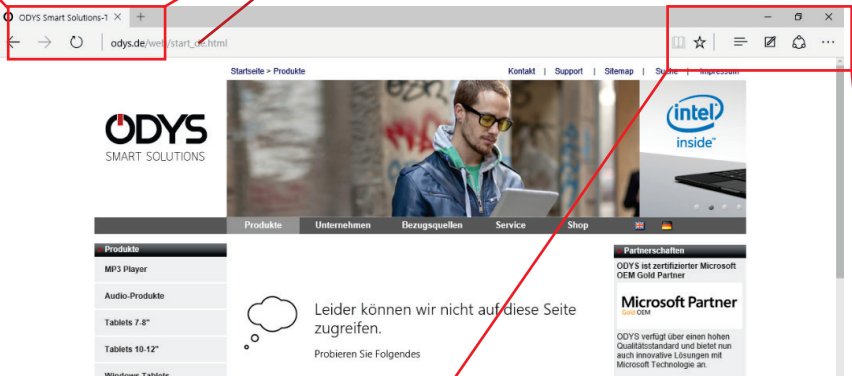 ODYS Smart Solutions-T
odys.de/web/start_de.html
Startseite > Produkte
Kontakt | Support | Sitemap | Suche | Impressum
ODYS
SMART SOLUTIONS
intel
inside™
Produkte Unternehmen Bezugsquellen Service Shop
Produkte
MP3 Player
Audio-Produkte
Tablets 7-8"
Tablets 10-12"
Windows Tablets
Leider können wir nicht auf diese Seite
zugreifen.
Probieren Sie Folgendes
Partnerschaften
ODYS ist zertifizierter Microsoft
OEM Gold Partner
Microsoft Partner
Gold OEM
ODYS verfügt über einen hohen
Qualitätsstandard und bietet nun
auch innovative Lösungen mit
Microsoft Technologie an.